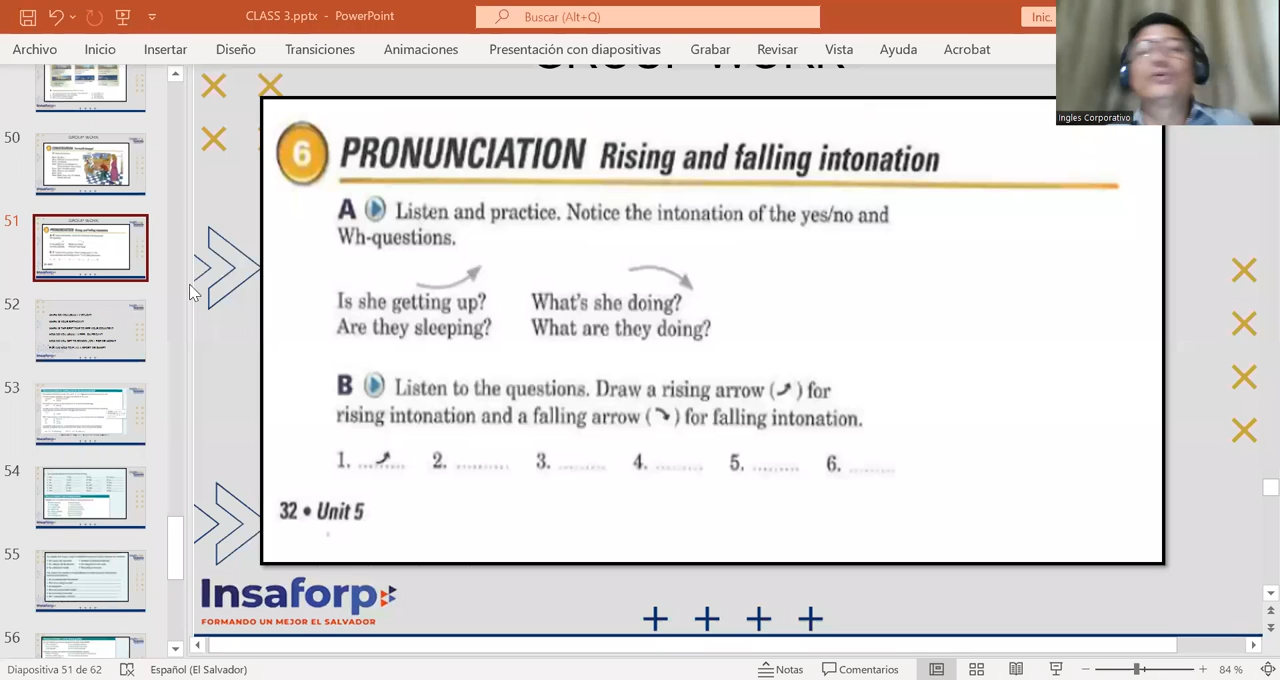 CLASS 3.pptx - PowerPoint
Buscar (Alt+Q)
Inic.
Archivo Inicio Insertar Diseño Transiciones Animaciones Presentación con diapositivas Grabar Revisar Vista Ayuda Acrobat
Ingles Corporativo
50
51
52
53
54
55
56
GROUP WORK
6 PRONUNCIATION Rising and falling intonation
A Listen and practice. Notice the intonation of the yes/no and
Wh-questions.
Is she getting up? What's she doing?
Are they sleeping? What are they doing?
B Listen to the questions. Draw a rising arrow ( ) for
rising intonation and a falling arrow ( ) for falling intonation.
1. 2. 3. 4. 5. 6.
32 • Unit 5
Insaforp
FORMANDO UN MEJOR EL SALVADOR
Diapositiva 51 de 62 Español (El Salvador) Notas Comentarios 84 %